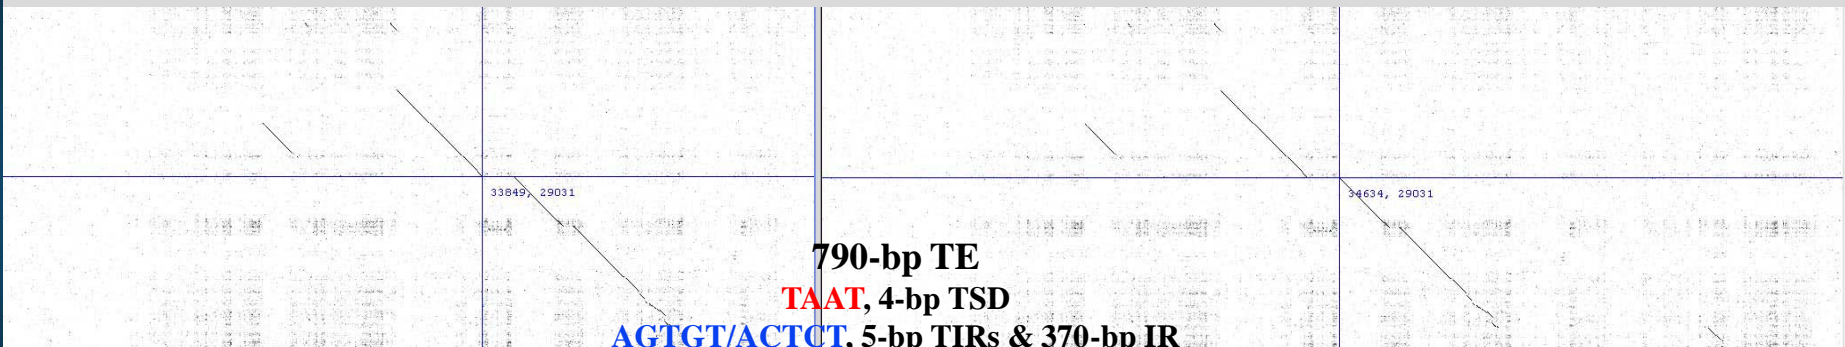 33849, 29031
34634, 29031
790-bp TE
TAAT, 4-bp TSD
AGTGT/ACTCT, 5-bp TIRs & 370-bp IR